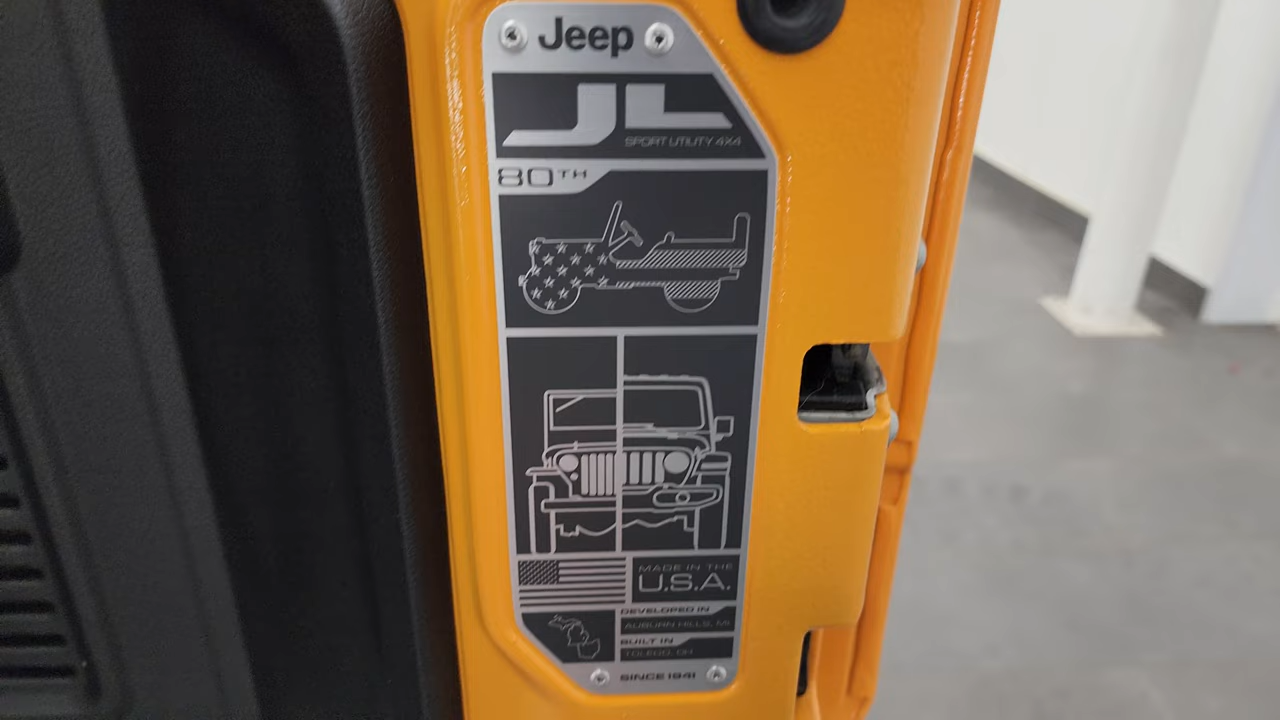 Jeep
JL
SPORT UTILITY 4X4
80TH
MADE IN THE
U.S.A.
DEVELOPED IN
AUBURN HILLS, MI
BUILT IN
TOLEDO, OH
SINCE 1941